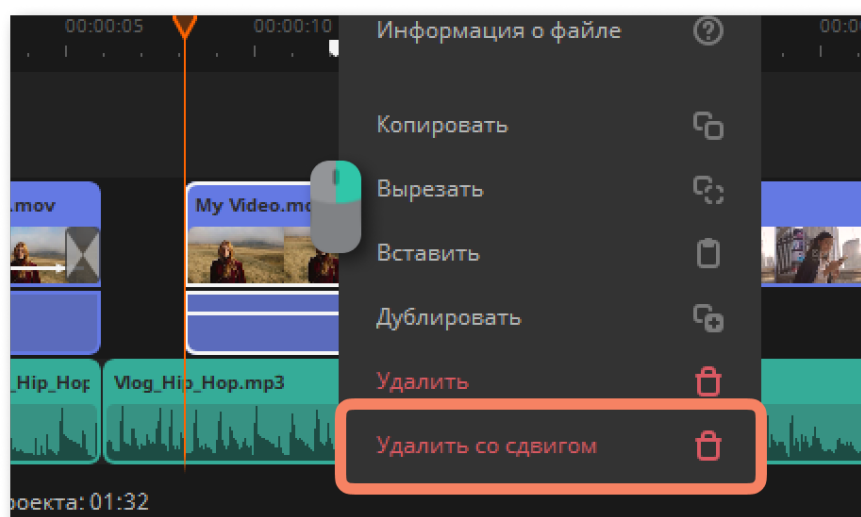 00:00:05
00:00:10
00:0
Информация о файле
Копировать
.mov
My Video.mo
Вырезать
Вставить
Дублировать
_Hip_Hop
Vlog_Hip_Hop.mp3
Удалить
Удалить со сдвигом
роекта: 01:32